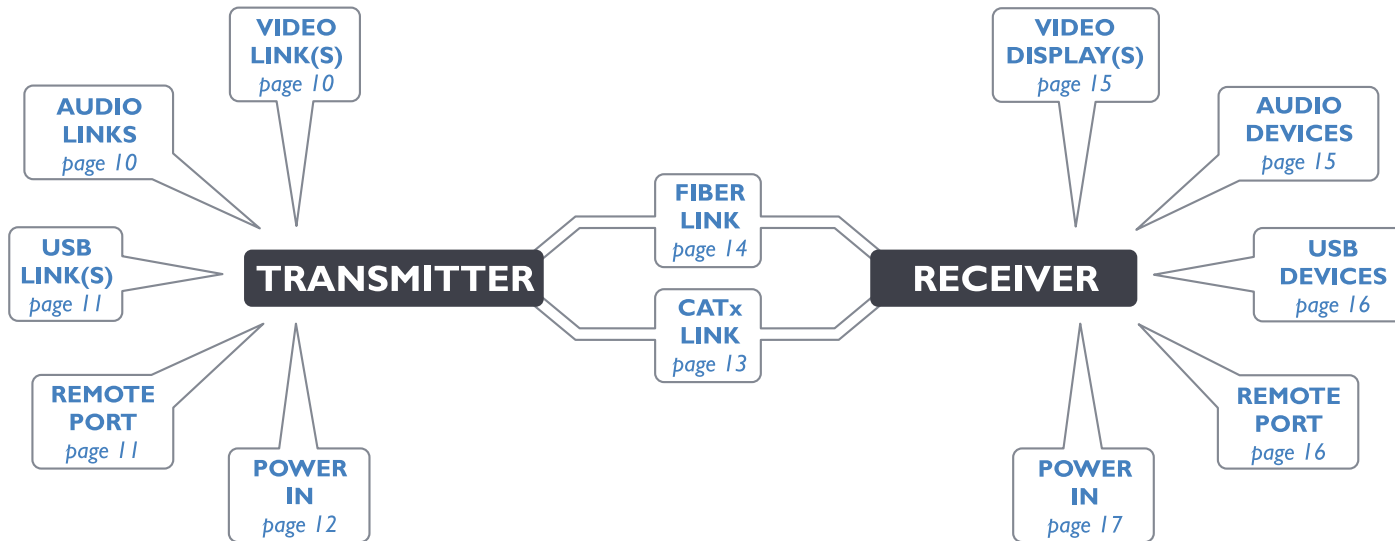 VIDEO
LINK(S)
page 10
AUDIO
LINKS
page 10
USB
LINK(S)
page 11
REMOTE
PORT
page 11
POWER
IN
page 12
TRANSMITTER
FIBER
LINK
page 14
CATx
LINK
page 13
RECEIVER
VIDEO
DISPLAY(S)
page 15
AUDIO
DEVICES
page 15
USB
DEVICES
page 16
REMOTE
PORT
page 16
POWER
IN
page 17